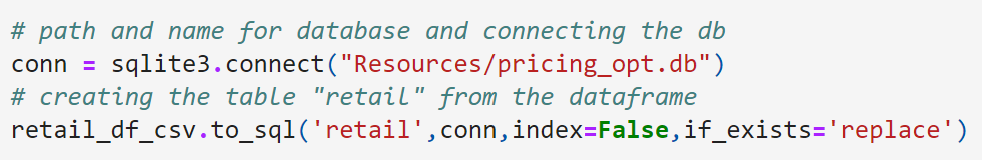 # path and name for database and connecting the db
conn = sqlite3.connect("Resources/pricing_opt.db")
# creating the table "retail" from the dataframe
retail_df_csv.to_sql('retail',conn,index=False,if_exists='replace')